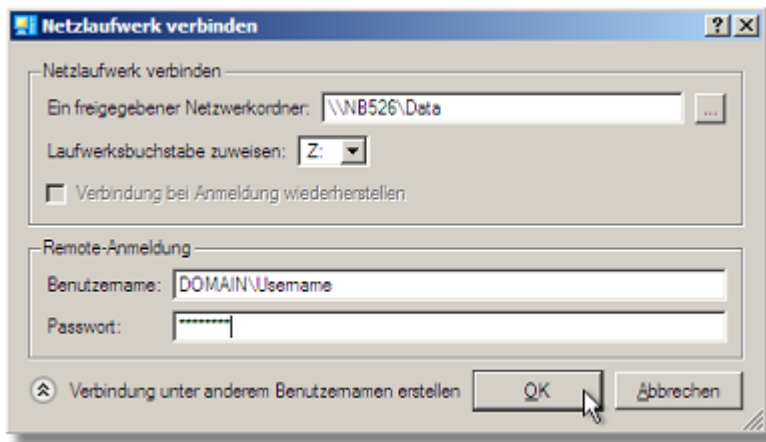 Netzlaufwerk verbinden
Netzlaufwerk verbinden
Ein freigegebener Netzwerkordner: \\NB526\Data ...
Laufwerksbuchstabe zuweisen: Z:
Verbindung bei Anmeldung wiederherstellen
Remote-Anmeldung
Benutzername: DOMAIN\Username
Passwort: ********
Verbindung unter anderem Benutzernamen erstellen OK Abbrechen